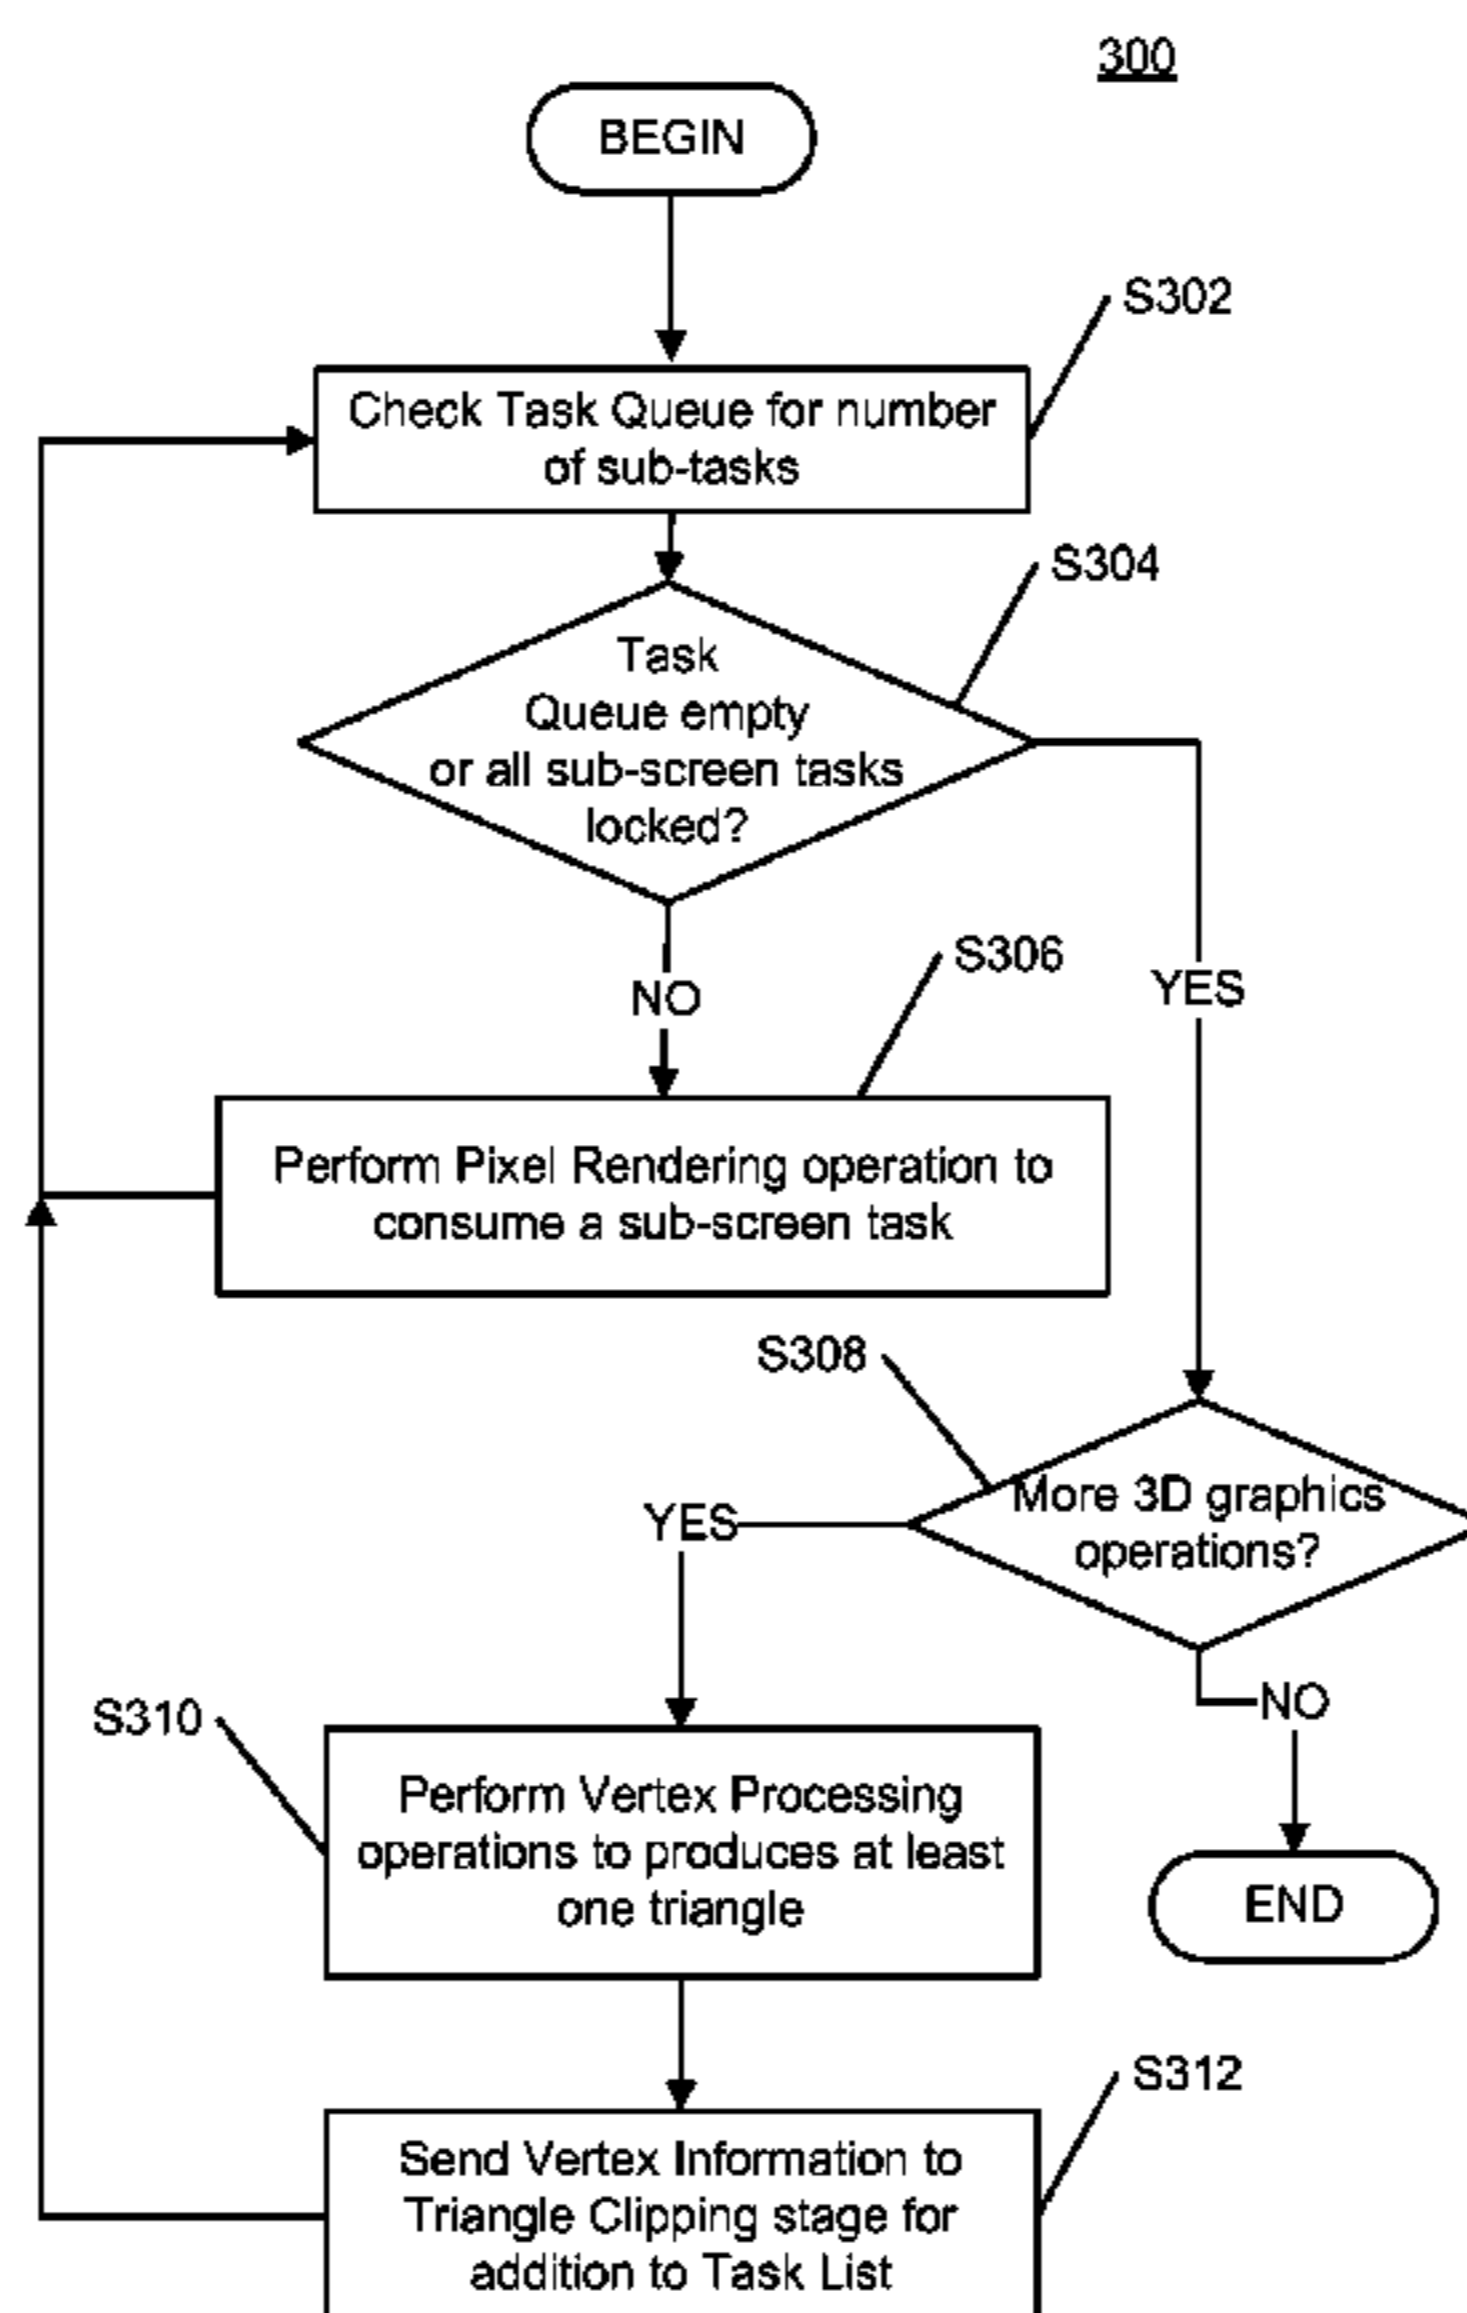 300
BEGIN
S302
Check Task Queue for number
of sub-tasks
S304
Task
Queue empty
or all sub-screen tasks
locked?
NO
S306
YES
Perform Pixel Rendering operation to
consume a sub-screen task
S308
More 3D graphics
operations?
YES
NO
S310
Perform Vertex Processing
operations to produces at least
one triangle
END
S312
Send Vertex Information to
Triangle Clipping stage for
addition to Task List